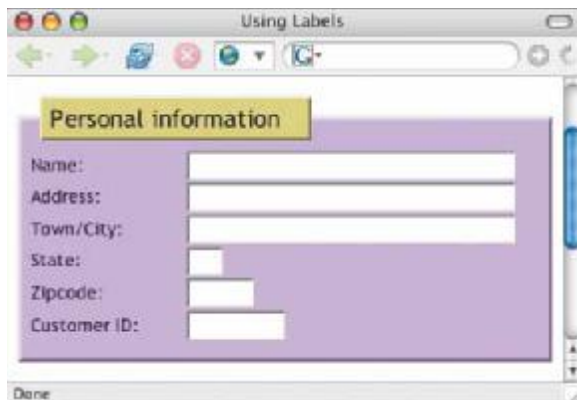 Using Labels
G
Personal information
Name:
Address:
Town/City:
State:
Zipcode:
Customer ID:
Done